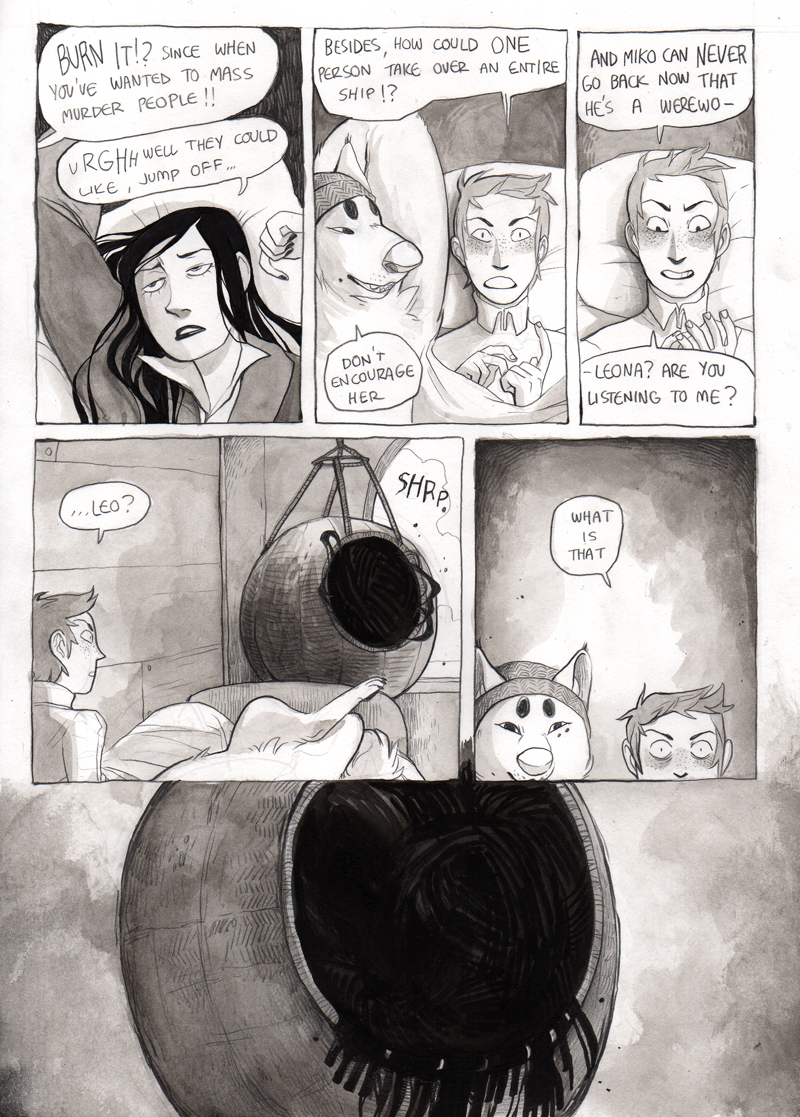 BURN IT!? SINCE WHEN
YOU'VE WANTED TO MASS
MURDER PEOPLE!!
URGHH WELL THEY COULD
LIKE, JUMP OFF...
BESIDES, HOW COULD ONE
PERSON TAKE OVER AN ENTIRE
SHIP!?
DON'T
ENCOURAGE
HER
AND MIKO CAN NEVER
GO BACK NOW THAT
HE'S A WEREWO-
-LEONA? ARE YOU
LISTENING TO ME?
...LEO?
SHRP.
WHAT
IS
THAT